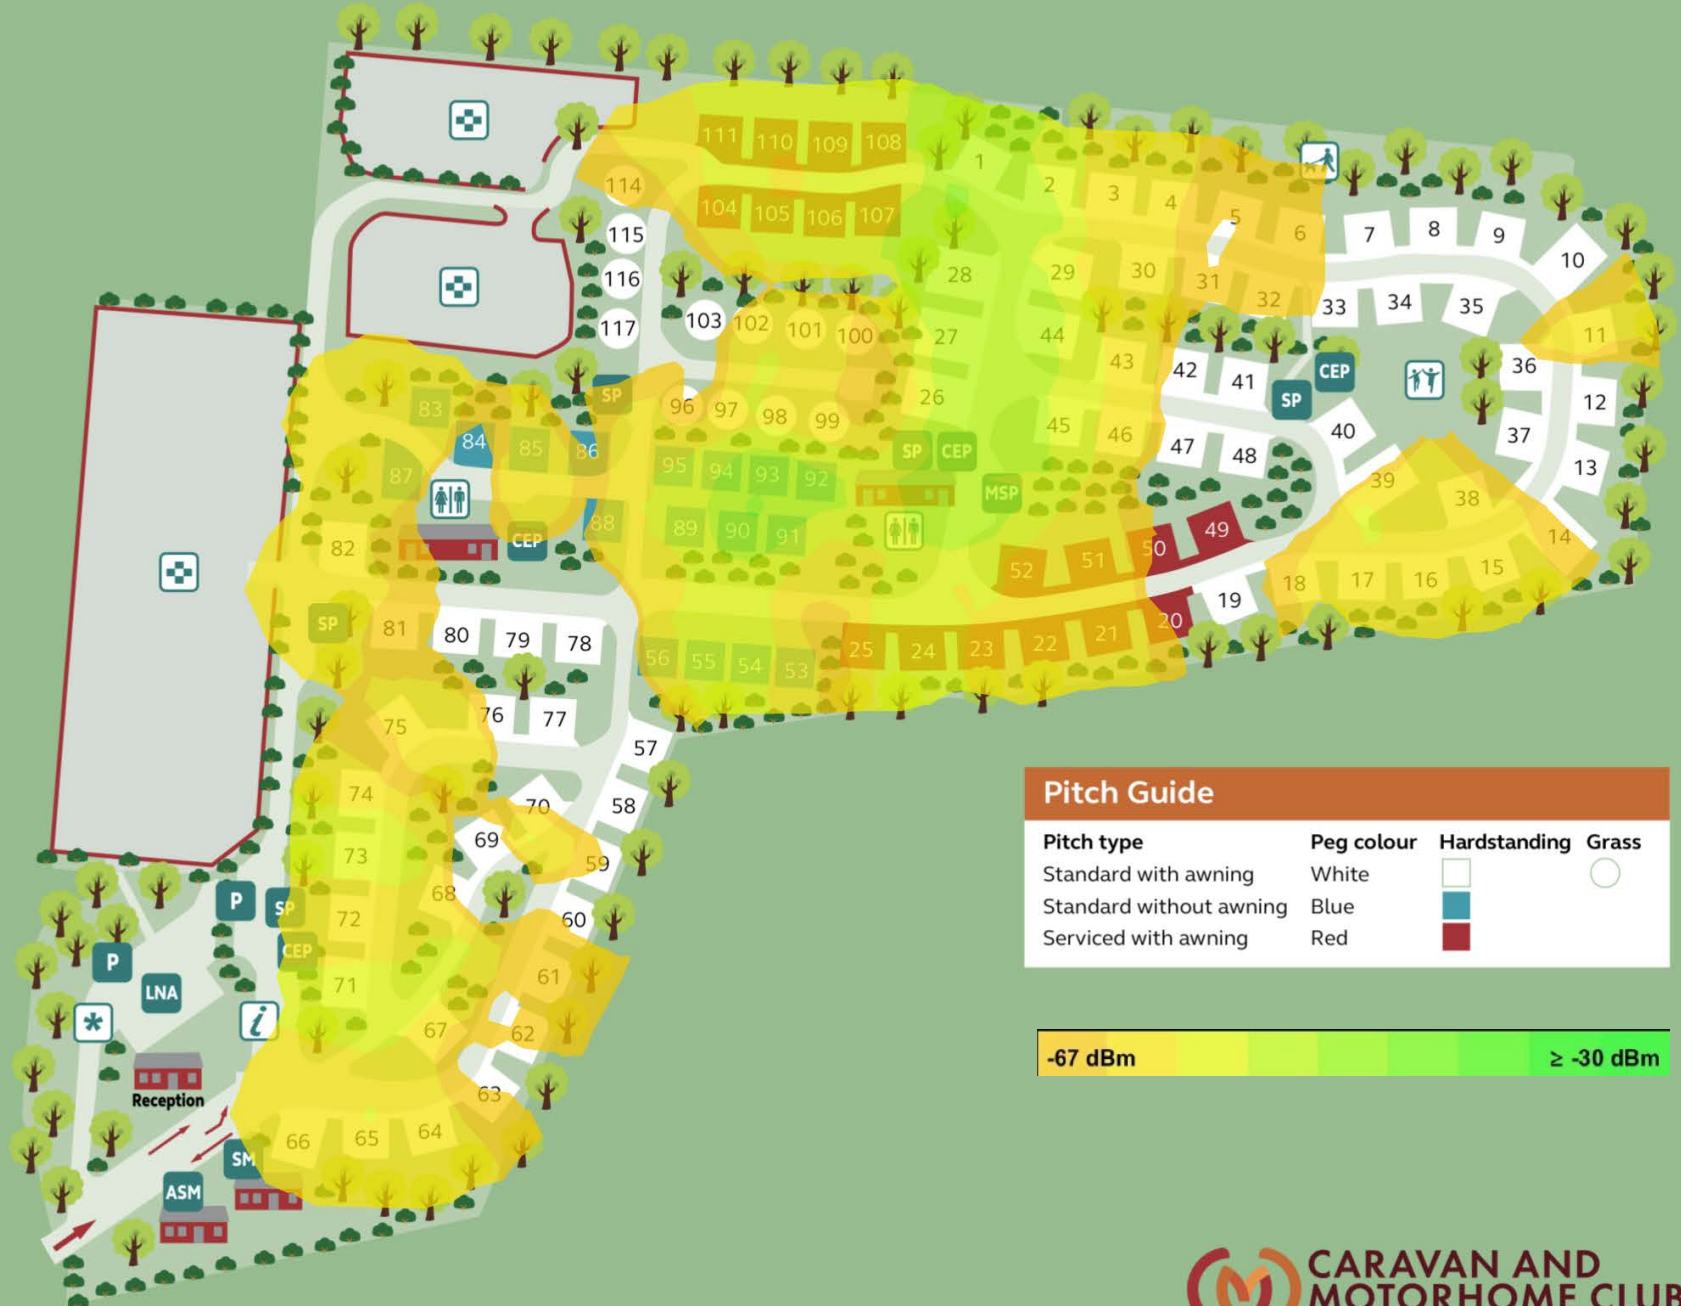 111 110 109 108
1
114
2 3 4 5 6 7 8 9 10
104 105 106 107
115
116
28 29 30 31 32 33 34 35 11
117 103 102 101 100
27 44 43 42 41 CEP 36
SP
83
96 97 98 99 26
SP
12
84 85 86
SP CEP
45 46 47 48 40 37 13
87
95 94 93 92
MSP
39 38
88
89 90 91
49 14
82
CEP
52 51 50
18 17 16 15
19
SP
81 80 79 78
25 24 23 22 21 20
56 55 54 53
75 76 77
57
74 70 58
73 69 59
68
P SP
72 60
CEP
P
71 61
LNA
*
i
67 62
Reception
63
66 65 64
SM
ASM
Pitch Guide
Pitch type Peg colour Hardstanding Grass
Standard with awning White
Standard without awning Blue
Serviced with awning Red
-67 dBm ≥ -30 dBm
CARAVAN AND
MOTORHOME CLUB